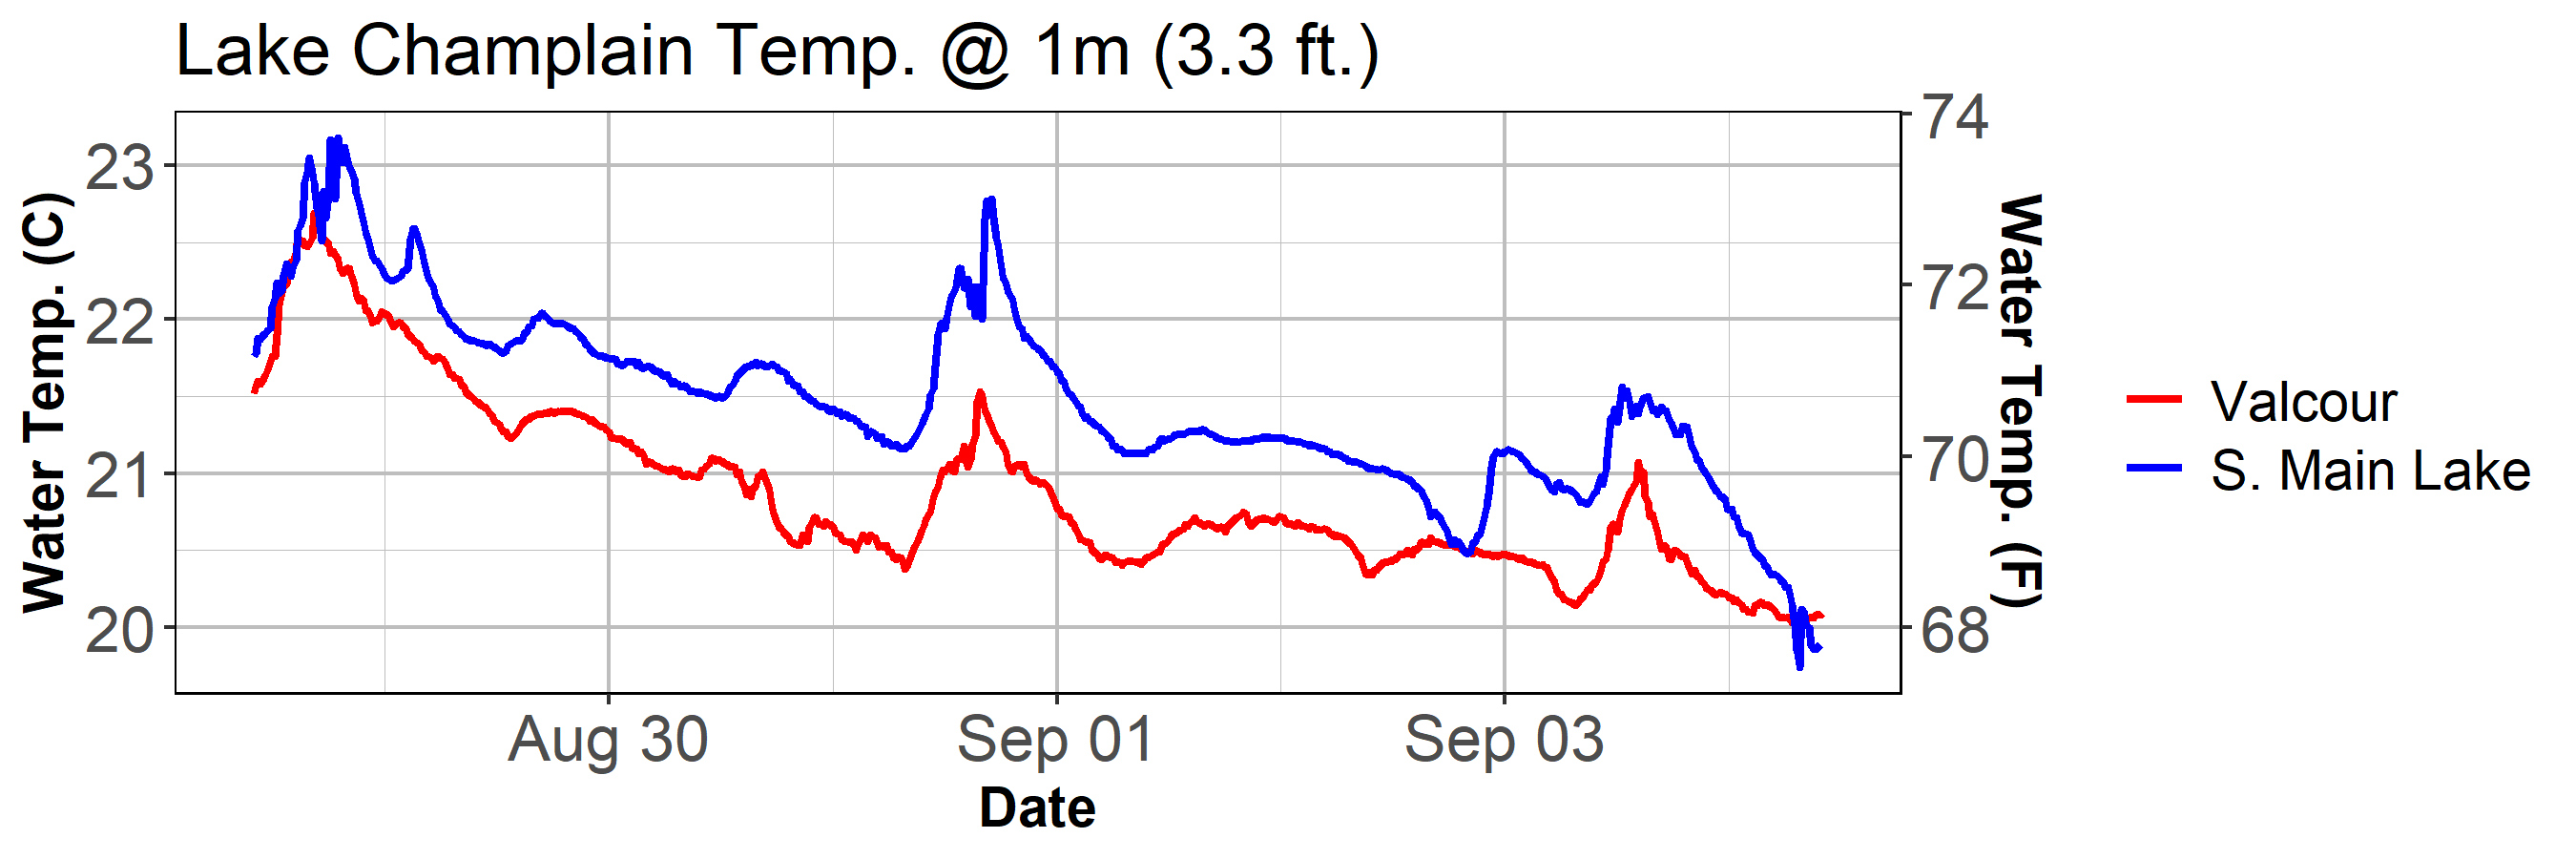 Lake Champlain Temp. @ 1m (3.3 ft.)
Water Temp. (C)
23
22
21
20
74
72
70
68
Water Temp. (F)
Aug 30
Sep 01
Sep 03
Date
Valcour
S. Main Lake